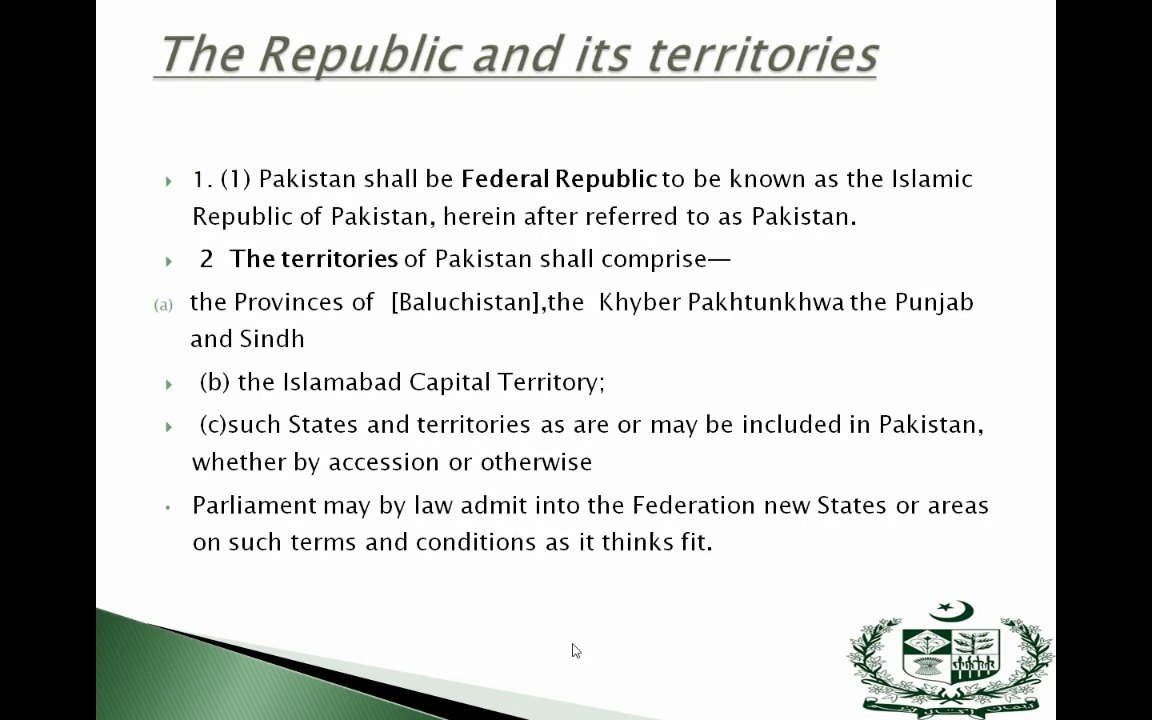 The Republic and its territories
1. (1) Pakistan shall be Federal Republic to be known as the Islamic
Republic of Pakistan, herein after referred to as Pakistan.
2 The territories of Pakistan shall comprise—
(a) the Provinces of [Baluchistan],the Khyber Pakhtunkhwa the Punjab
and Sindh
(b) the Islamabad Capital Territory;
(c)such States and territories as are or may be included in Pakistan,
whether by accession or otherwise
Parliament may by law admit into the Federation new States or areas
on such terms and conditions as it thinks fit.